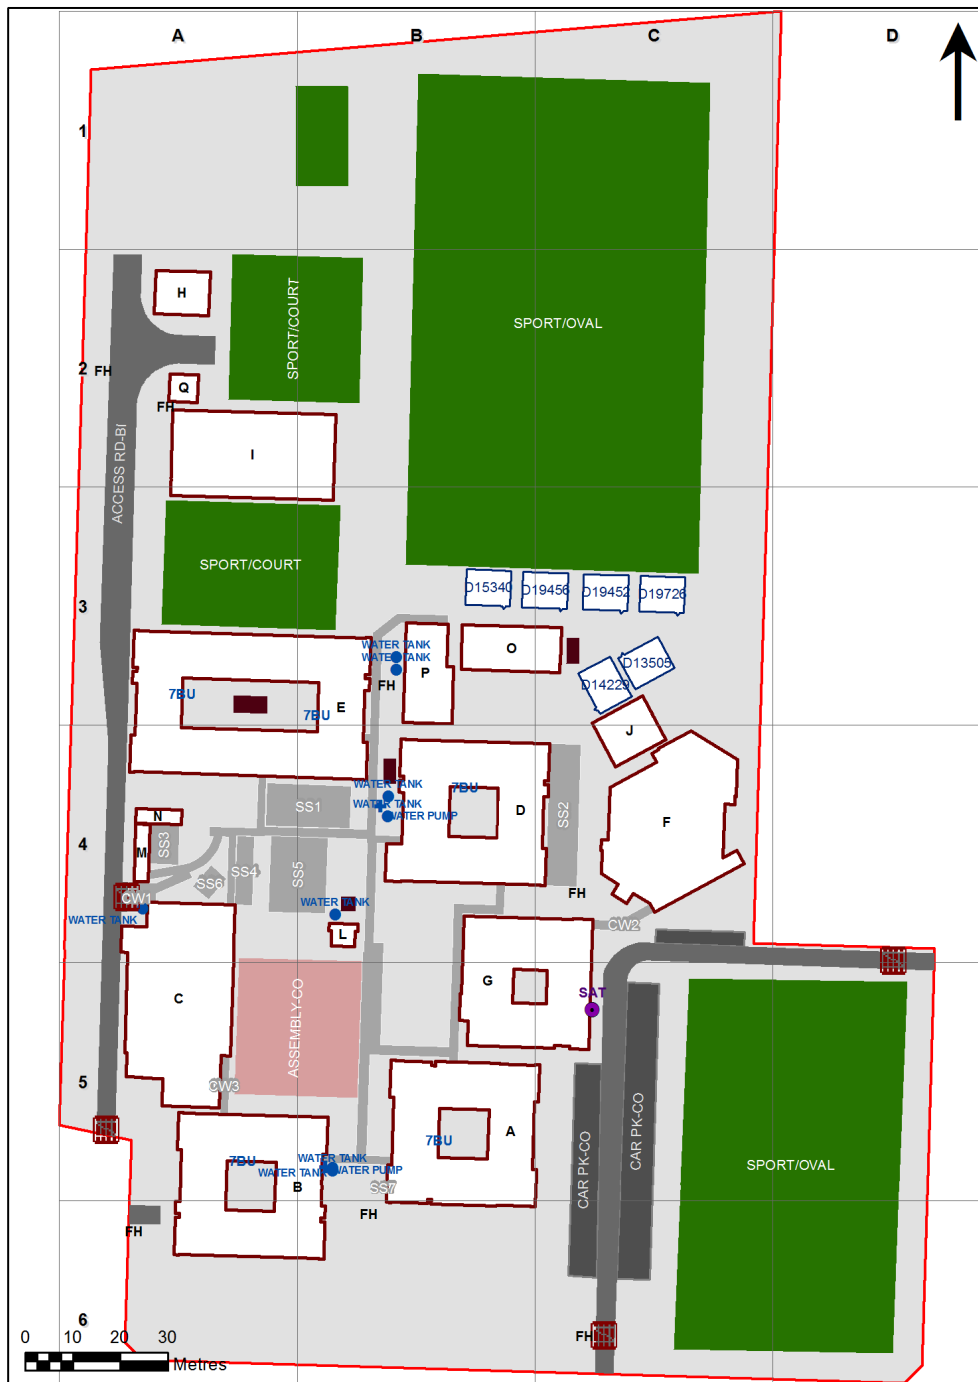 A B C D
1
SPORT/OVAL
H
SPORT/COURT
2 FH
Q
FH
I
ACCESS RD-BI
SPORT/COURT
D15340 D19456 D19452 D19726
3
WATER TANK
WATER TANK
O
P
FH
D13505
D14229
7BU
7BU
E
J
WATER TANK
7BU
WATER TANK
WATER PUMP
D
SS1
SS2
F
N
4
M
SS3
SS4
SS5
SS6
FH
CW1
WATER TANK
WATER TANK
L
CW2
C
G
SAT
ASSEMBLY-CO
5
CW3
CAR PK-CO
CAR PK-CO
7BU
A
7BU
WATER TANK
WATER TANK
WATER PUMP
B
SS7
SPORT/OVAL
FH
FH
6
FH
0 10 20 30
Metres